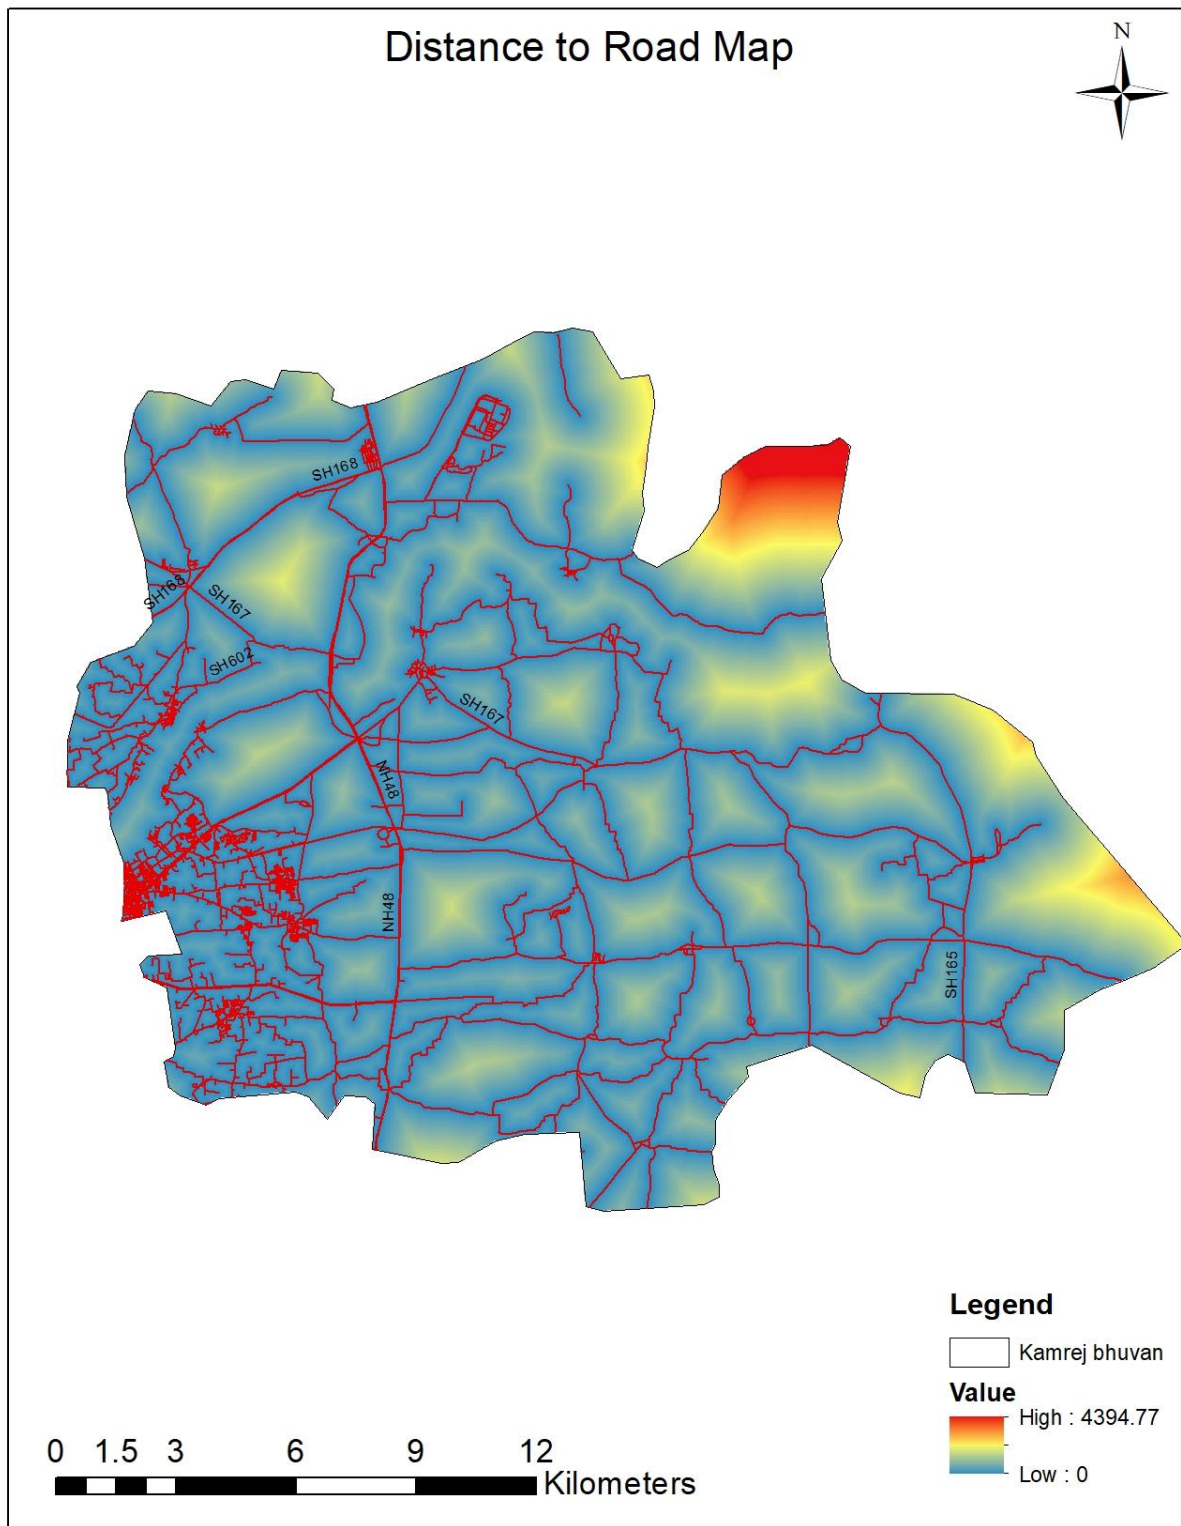 Distance to Road Map
N
SH168
SH168
SH167
SH602
SH167
NH48
NH48
SH165
Legend
Kamrej bhuvan
Value
High : 4394.77
Low : 0
0 1.5 3 6 9 12
Kilometers